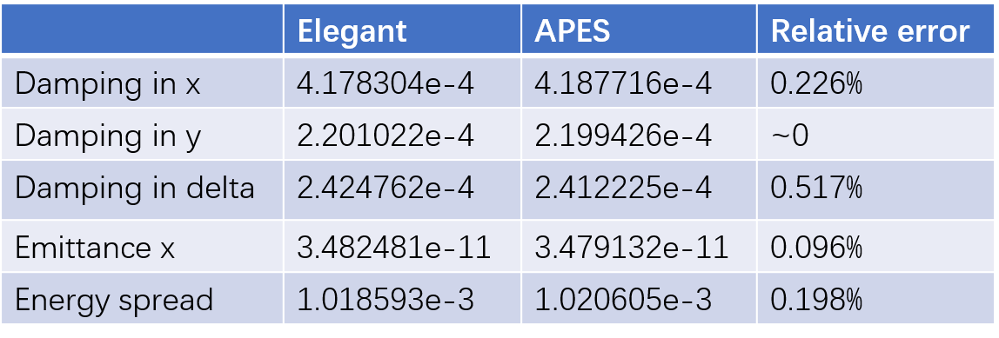 Elegant APES Relative error
Damping in x 4.178304e-4 4.187716e-4 0.226%
Damping in y 2.201022e-4 2.199426e-4 ~0
Damping in delta 2.424762e-4 2.412225e-4 0.517%
Emittance x 3.482481e-11 3.479132e-11 0.096%
Energy spread 1.018593e-3 1.020605e-3 0.198%